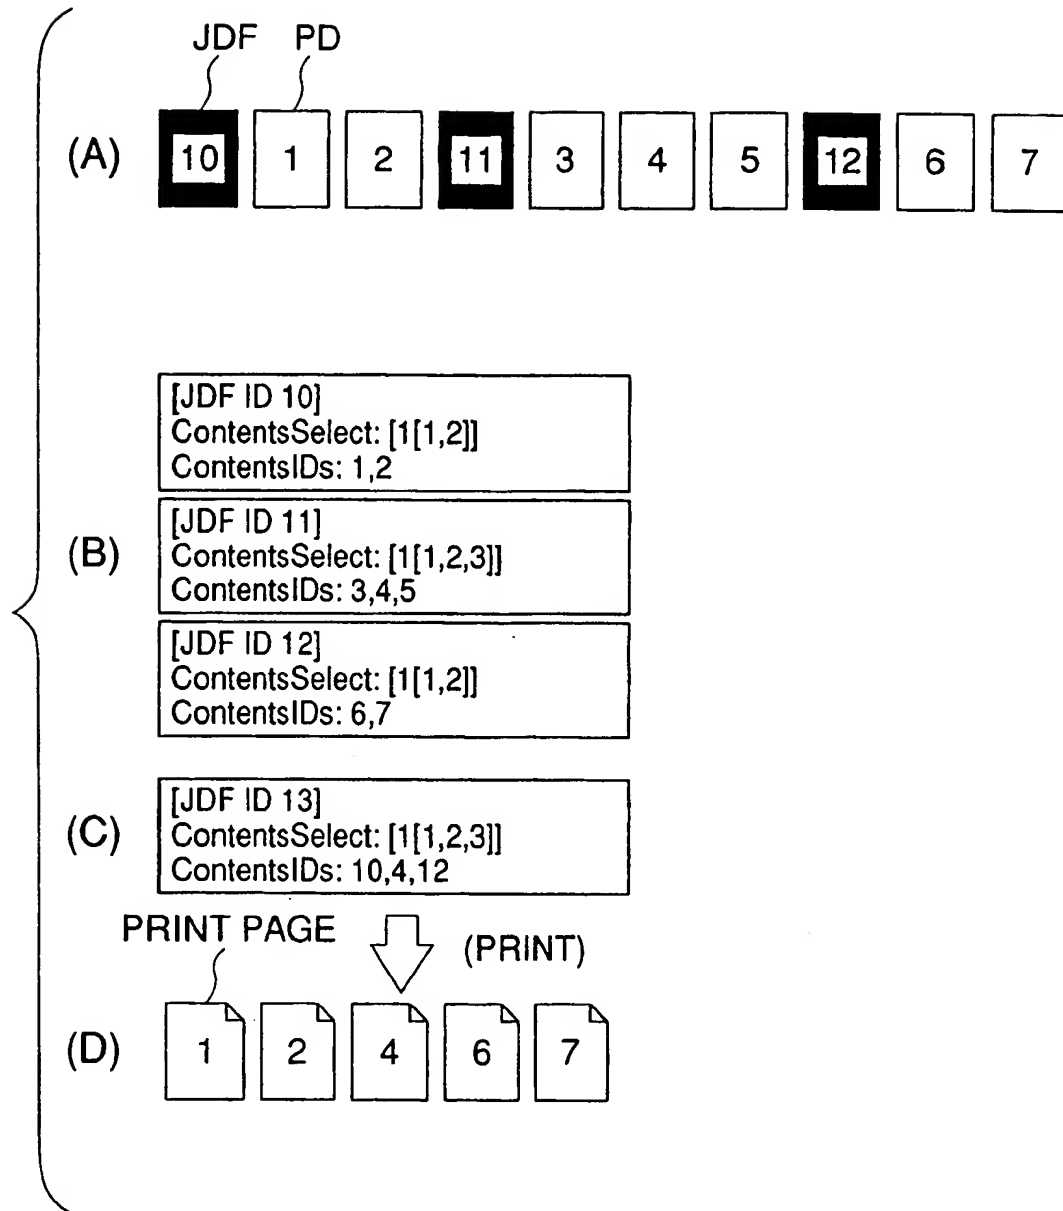 JDF PD
(A) 10 1 2 11 3 4 5 12 6 7
[JDF ID 10]
ContentsSelect: [1[1,2]]
ContentsIDs: 1,2
(B)
[JDF ID 11]
ContentsSelect: [1[1,2,3]]
ContentsIDs: 3,4,5
[JDF ID 12]
ContentsSelect: [1[1,2]]
ContentsIDs: 6,7
(C)
[JDF ID 13]
ContentsSelect: [1[1,2,3]]
ContentsIDs: 10,4,12
PRINT PAGE (PRINT)
(D) 1 2 4 6 7